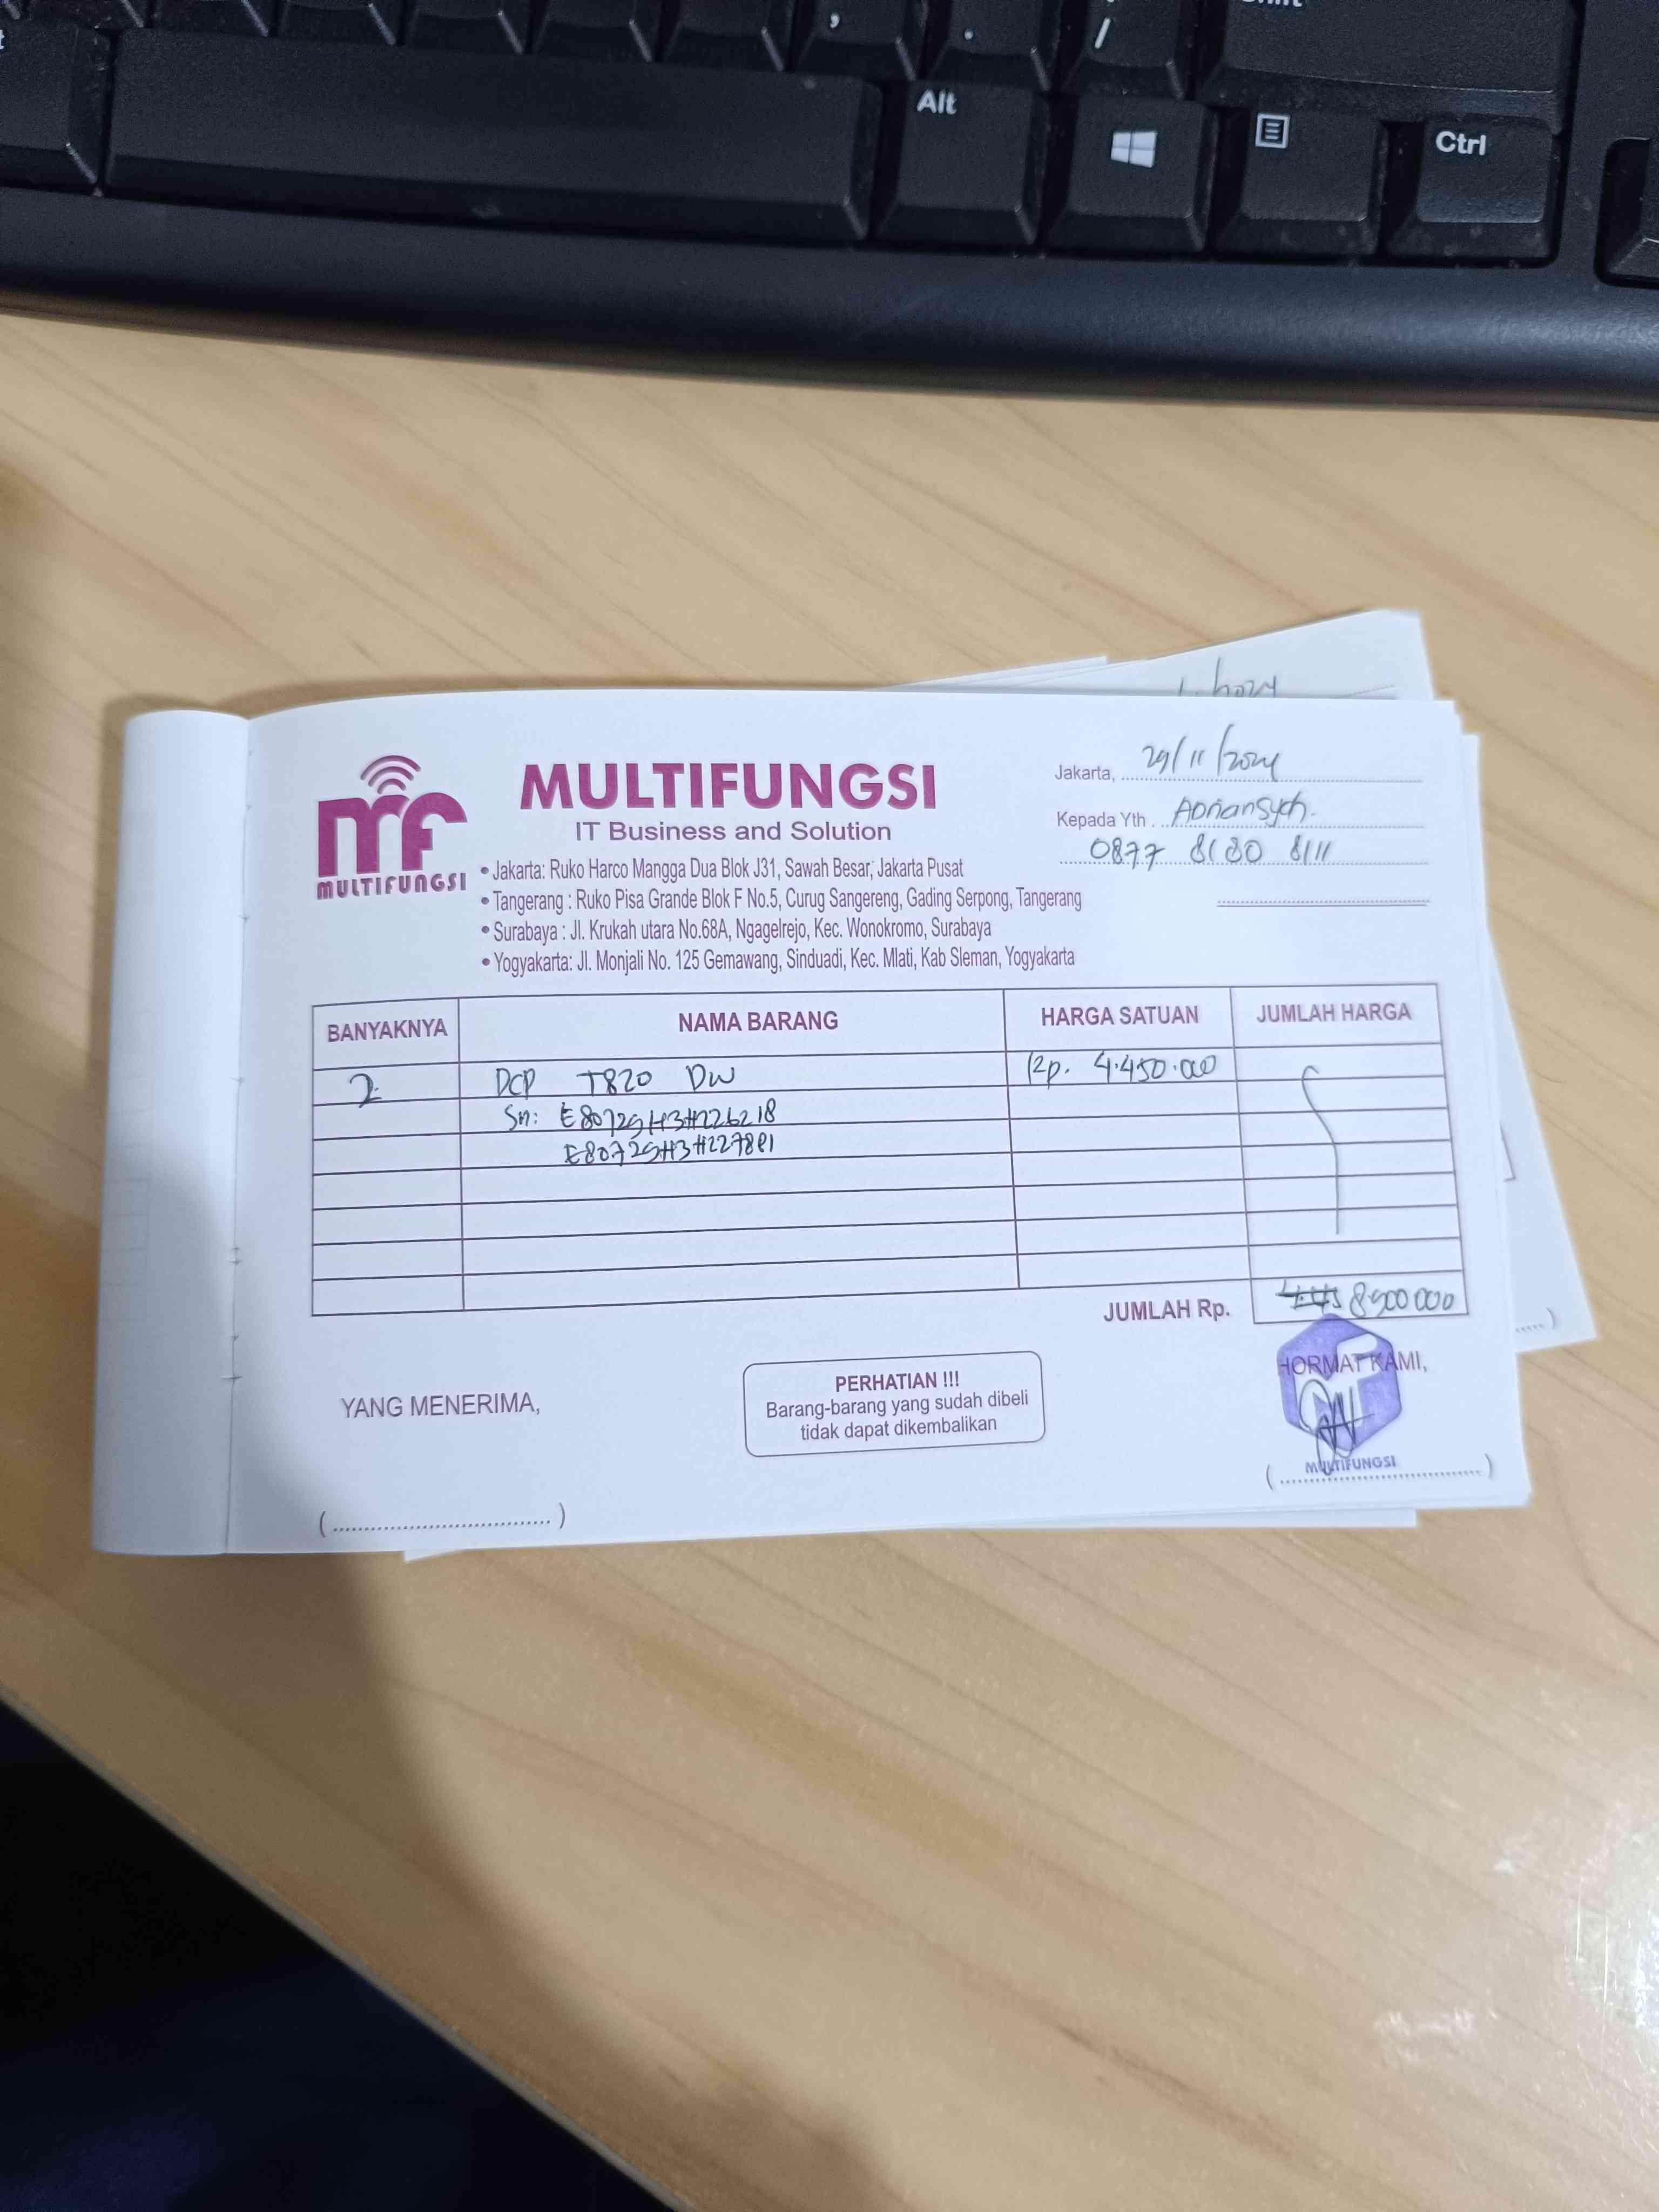 ,
.
/
Alt
Ctrl
29/11/2024
MULTIFUNGSI
MULTIFUNGSI
IT Business and Solution
• Jakarta: Ruko Harco Mangga Dua Blok J31, Sawah Besar, Jakarta Pusat
• Tangerang : Ruko Pisa Grande Blok F No.5, Curug Sangereng, Gading Serpong, Tangerang
• Surabaya : Jl. Krukah utara No.68A, Ngagelrejo, Kec. Wonokromo, Surabaya
• Yogyakarta: Jl. Monjali No. 125 Gemawang, Sinduadi, Kec. Mlati, Kab Sleman, Yogyakarta
Jakarta,
Kepada Yth . Adriansyah.
0877 8180 8111
BANYAKNYA NAMA BARANG HARGA SATUAN JUMLAH HARGA
2. DCP T820 DW Rp. 4.450.000
Sn: E80729H3H226218
JUMLAH Rp. 8900 000
YANG MENERIMA,
PERHATIAN !!!
Barang-barang yang sudah dibeli
tidak dapat dikembalikan
HORMAT KAMI,
MULTIFUNGSI